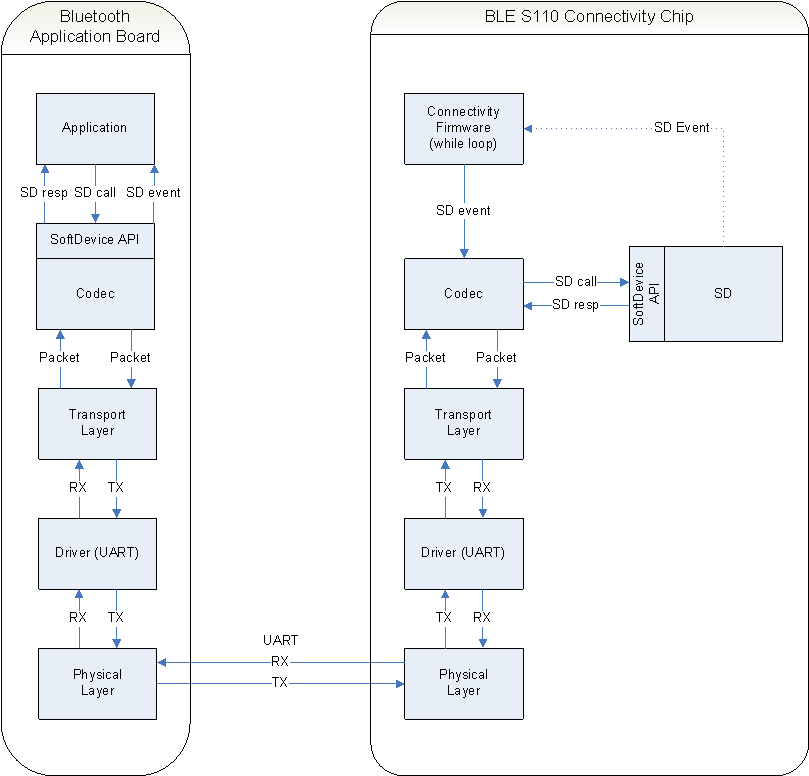 Bluetooth
Application Board
BLE S110 Connectivity Chip
Application
SD resp
SD call
SD event
SoftDevice API
Codec
Packet
Packet
Transport
Layer
RX
TX
Driver (UART)
RX
TX
Physical
Layer
UART
RX
TX
Connectivity
Firmware
(while loop)
SD Event
SD event
Codec
SD call
SD resp
SoftDevice
API
SD
Packet
Packet
Transport
Layer
TX
RX
Driver (UART)
TX
RX
Physical
Layer